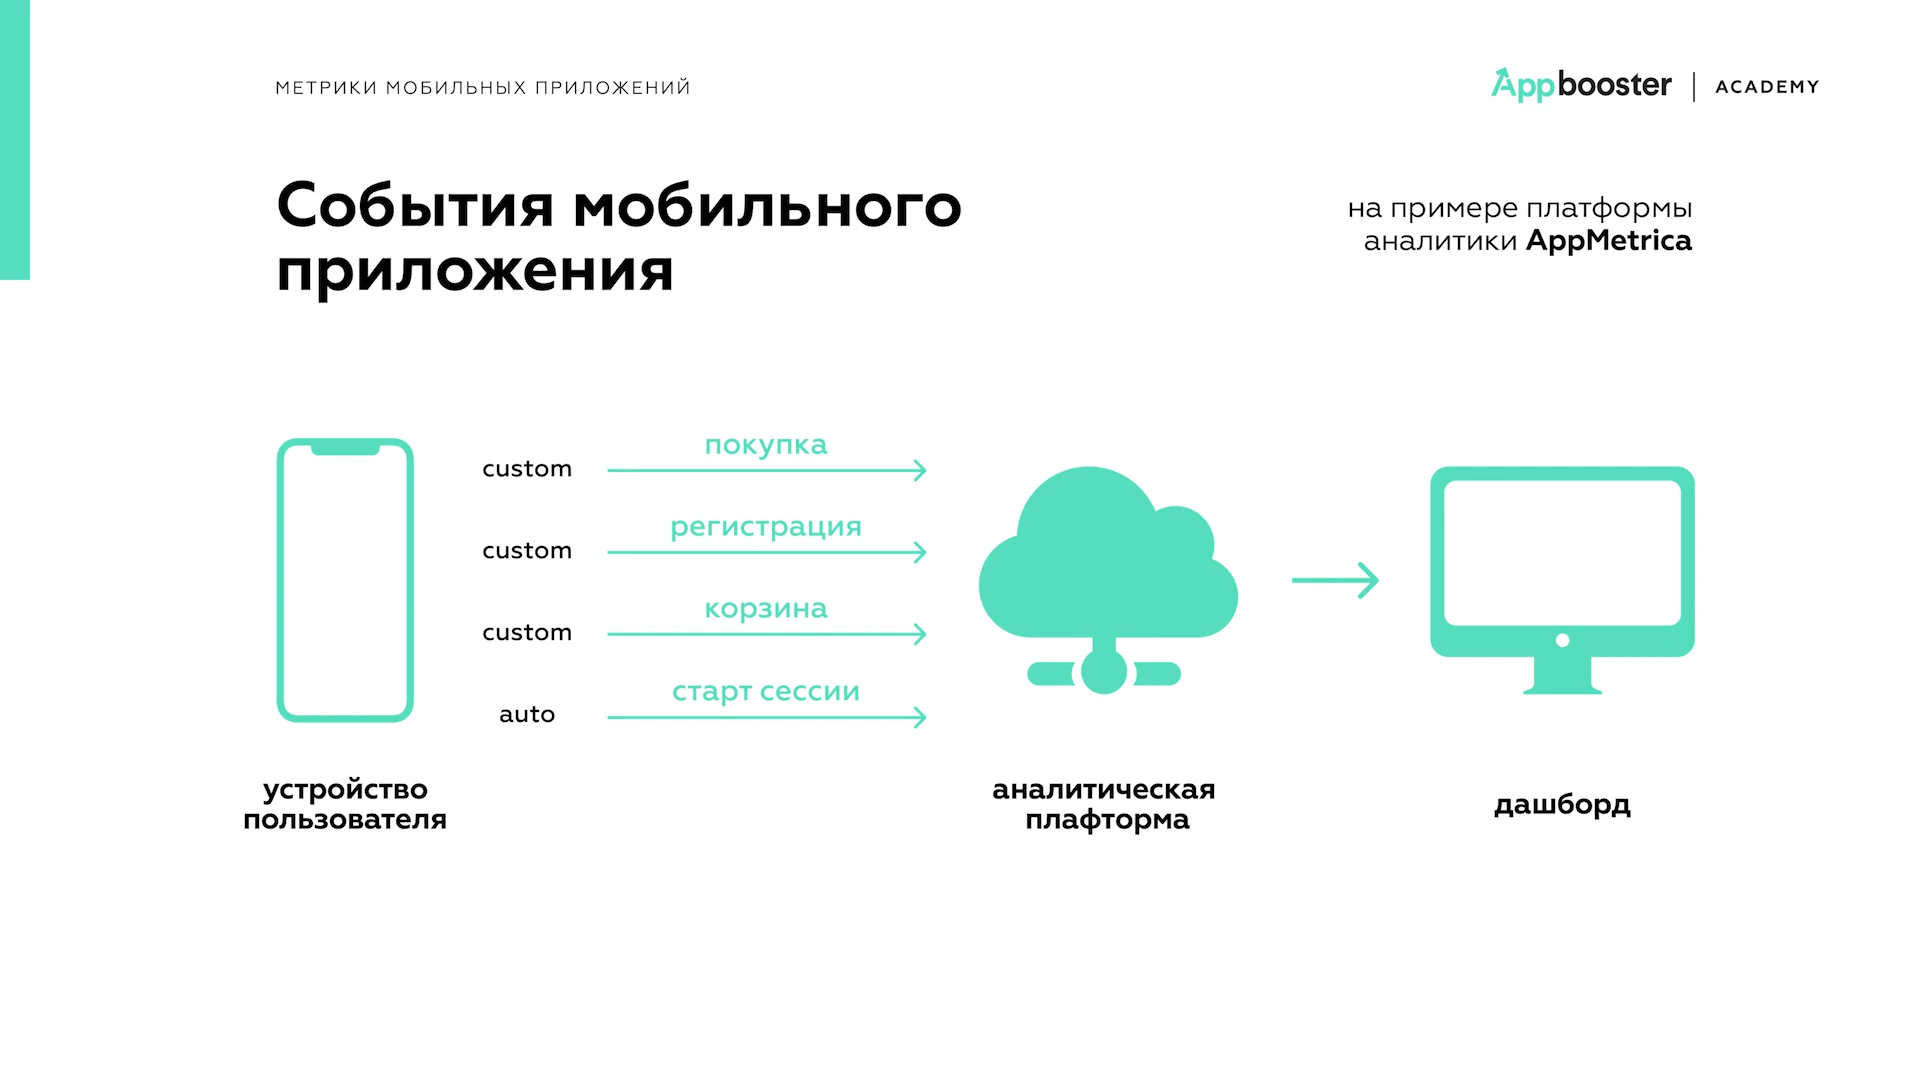 МЕТРИКИ МОБИЛЬНЫХ ПРИЛОЖЕНИЙ
Appbooster | ACADEMY
События мобильного
приложения
на примере платформы
аналитики AppMetrica
custom
покупка
custom
регистрация
custom
корзина
auto
старт сессии
устройство
пользователя
аналитическая
плафторма
дашборд